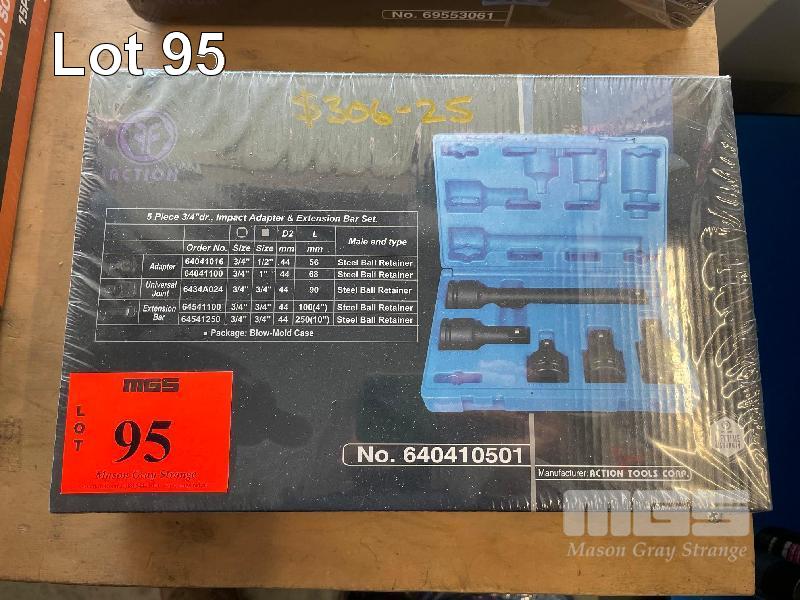 No. 69553061
Lot 95
$306-25
ACTION
5 Piece 3/4"dr., Impact Adapter & Extension Bar Set.
Order No. Size Size D2 mm L mm Male end type
Adapter 64041016 3/4" 1/2" 44 56 Steel Ball Retainer
64041100 3/4" 1" 44 63 Steel Ball Retainer
Universal Joint 6434A024 3/4" 3/4" 44 90 Steel Ball Retainer
Extension Bar 64541100 3/4" 3/4" 44 100(4") Steel Ball Retainer
64541250 3/4" 3/4" 44 250(10") Steel Ball Retainer
Package: Blow-Mold Case
MGS
LOT
95
Mason Gray Strange
No. 640410501
Manufacturer: ACTION TOOLS CORP.
MGS
Mason Gray Strange